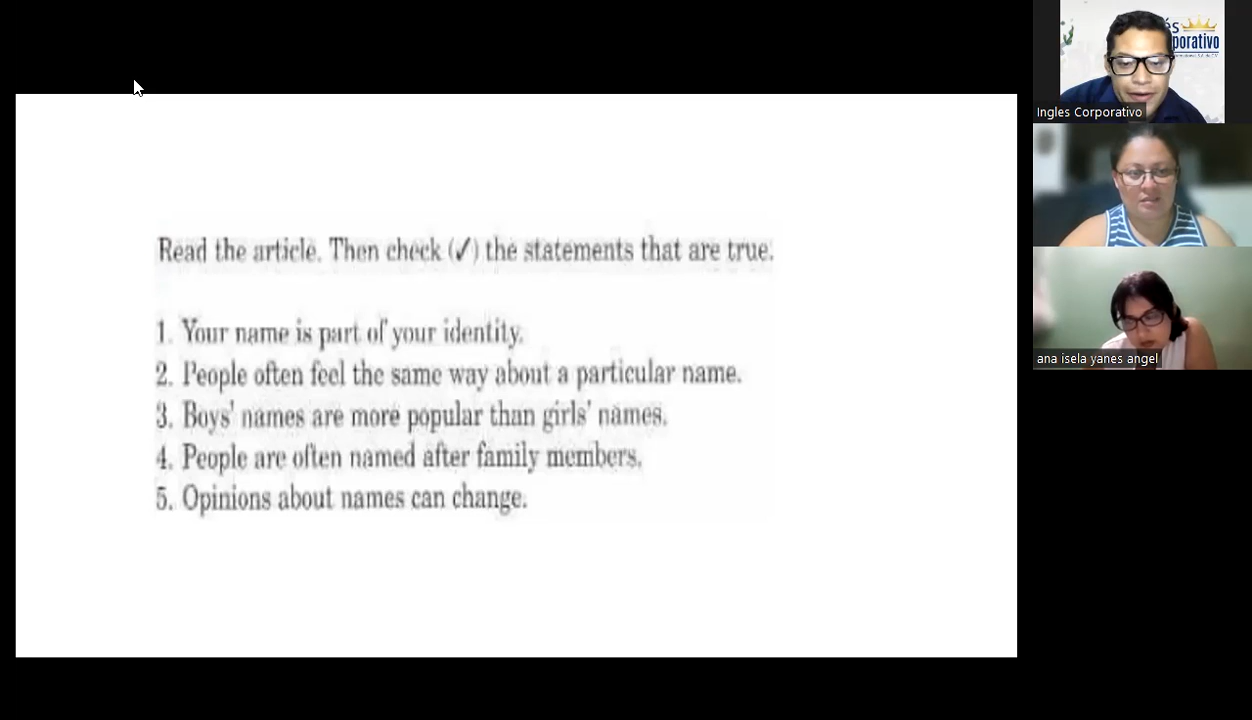 Read the article. Then check (✓) the statements that are true.
1. Your name is part of your identity.
2. People often feel the same way about a particular name.
3. Boys' names are more popular than girls' names.
4. People are often named after family members.
5. Opinions about names can change.
és
porativo
Ingles Corporativo
ana isela yanes angel